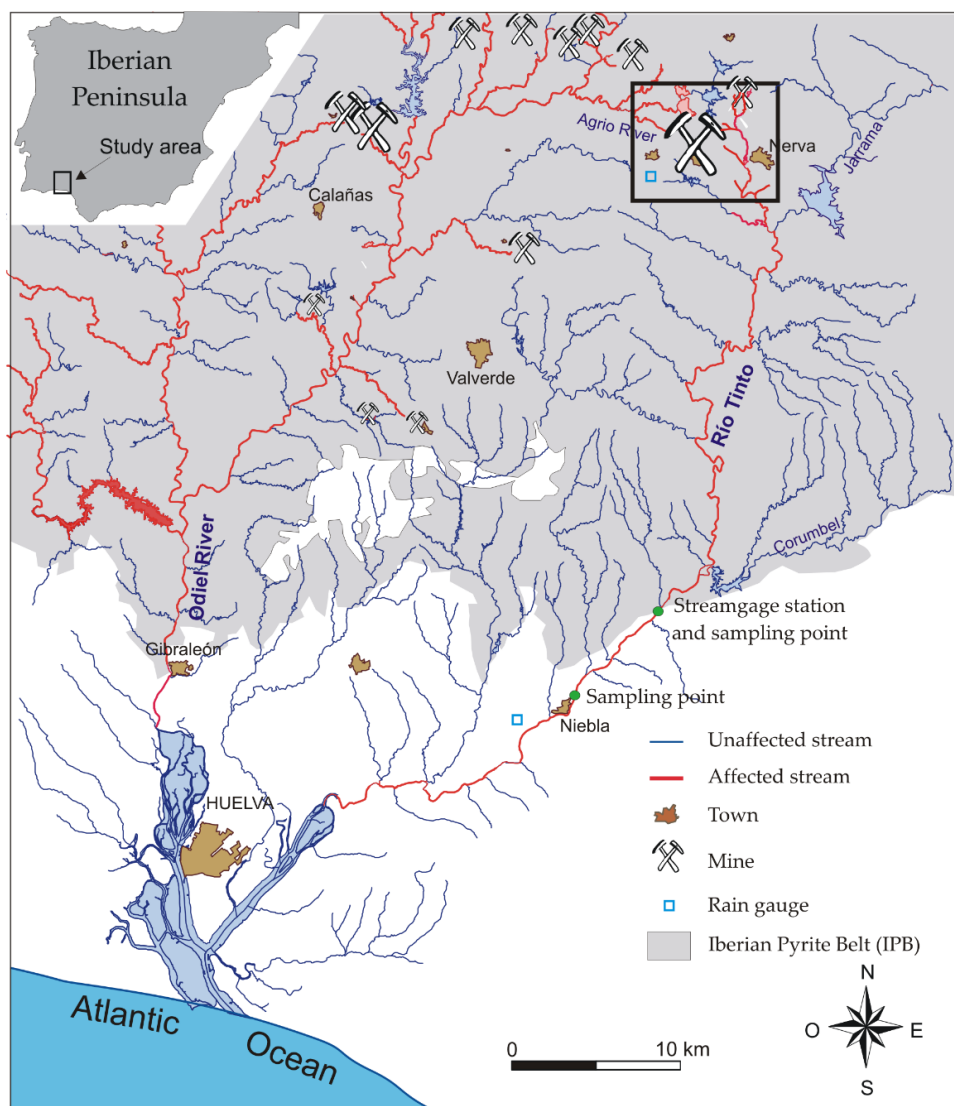 Iberian
Peninsula
Study area
Agrio River
Nerva
Jarrama
Calañas
Valverde
Río Tinto
Odiel River
Corumbel
Gibraleón
Streamgage station
and sampling point
Sampling point
Niebla
HUELVA
Unaffected stream
Affected stream
Town
Mine
Rain gauge
Iberian Pyrite Belt (IPB)
Atlantic Ocean
0 10 km
N
O E
S